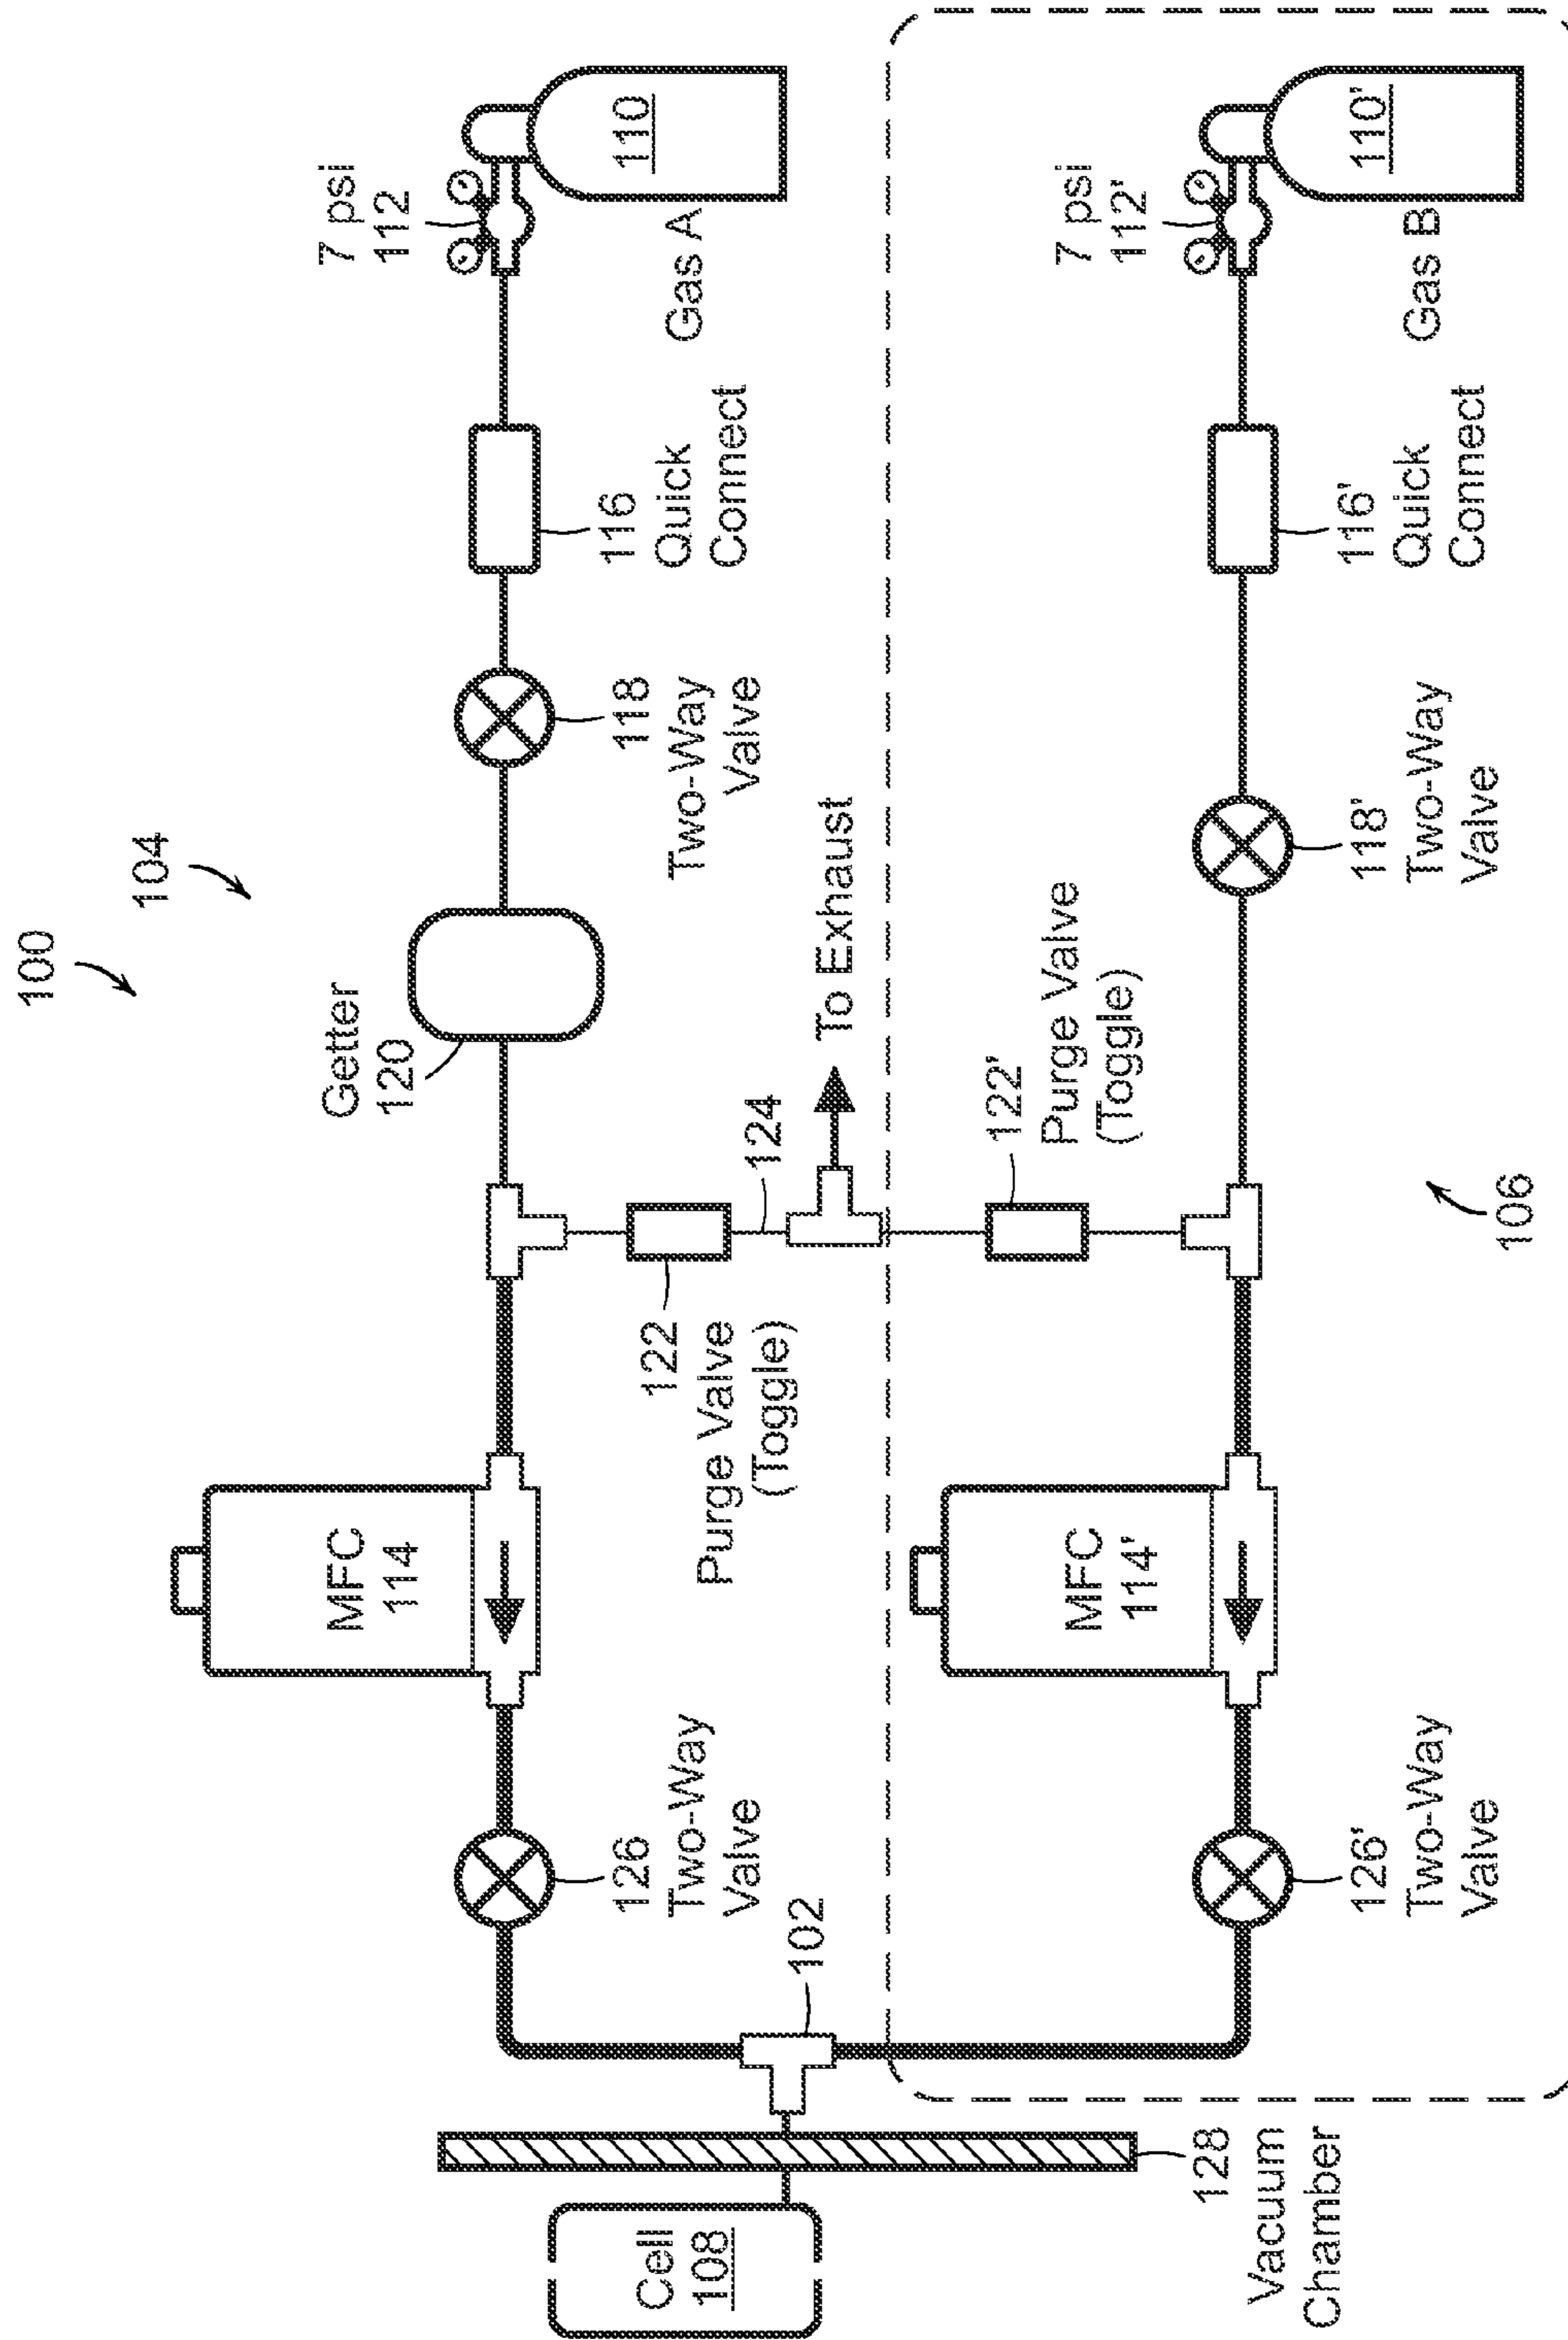 100
104
7 psi
112
110
Gas A
116
Quick
Connect
118
Two-Way
Valve
Getter
120
To Exhaust
124
122
Purge Valve
(Toggle)
MFC
114
126
Two-Way
Valve
102
Cell
108
128
Vacuum
Chamber
7 psi
112'
110'
Gas B
116'
Quick
Connect
118'
Two-Way
Valve
122'
Purge Valve
(Toggle)
106
MFC
114'
126'
Two-Way
Valve